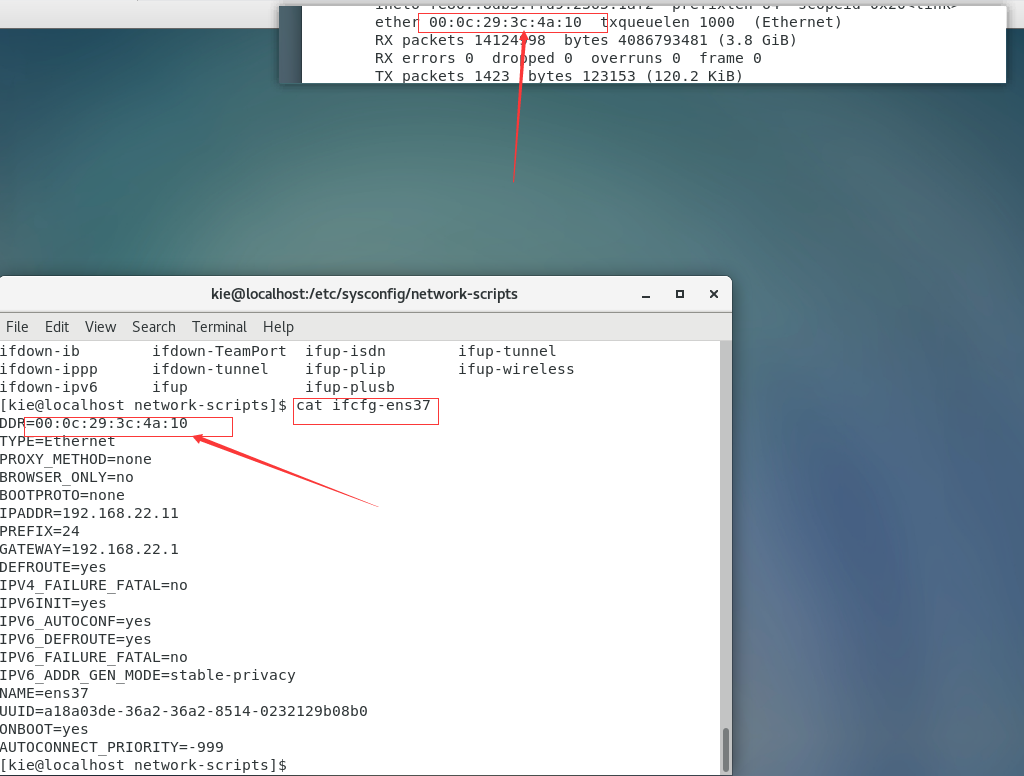 ether 00:0c:29:3c:4a:10 txqueuelen 1000 (Ethernet)
RX packets 14124998 bytes 4086793481 (3.8 GiB)
RX errors 0 dropped 0 overruns 0 frame 0
TX packets 1423 bytes 123153 (120.2 KiB)
kie@localhost:/etc/sysconfig/network-scripts
File Edit View Search Terminal Help
ifdown-ib ifdown-TeamPort ifup-isdn ifup-tunnel
ifdown-ippp ifdown-tunnel ifup-plip ifup-wireless
ifdown-ipv6 ifup ifup-plusb
[kie@localhost network-scripts]$ cat ifcfg-ens37
DDR=00:0c:29:3c:4a:10
TYPE=Ethernet
PROXY_METHOD=none
BROWSER_ONLY=no
BOOTPROTO=none
IPADDR=192.168.22.11
PREFIX=24
GATEWAY=192.168.22.1
DEFROUTE=yes
IPV4_FAILURE_FATAL=no
IPV6INIT=yes
IPV6_AUTOCONF=yes
IPV6_DEFROUTE=yes
IPV6_FAILURE_FATAL=no
IPV6_ADDR_GEN_MODE=stable-privacy
NAME=ens37
UUID=a18a03de-36a2-36a2-8514-0232129b08b0
ONBOOT=yes
AUTOCONNECT_PRIORITY=-999
[kie@localhost network-scripts]$